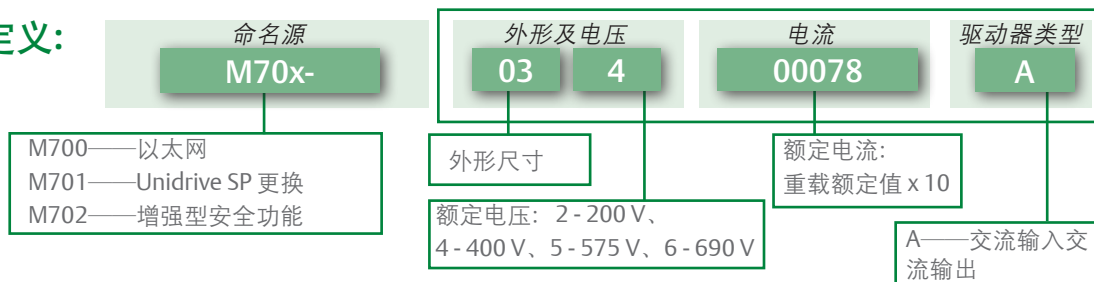 定义:
命名源
M70x-
外形及电压
03 4
电流
00078
驱动器类型
A
M700——以太网
M701——Unidrive SP 更换
M702——增强型安全功能
外形尺寸
额定电压: 2 - 200 V、
4 - 400 V、5 - 575 V、6 - 690 V
额定电流:
重载额定值 x 10
A——交流输入交
流输出